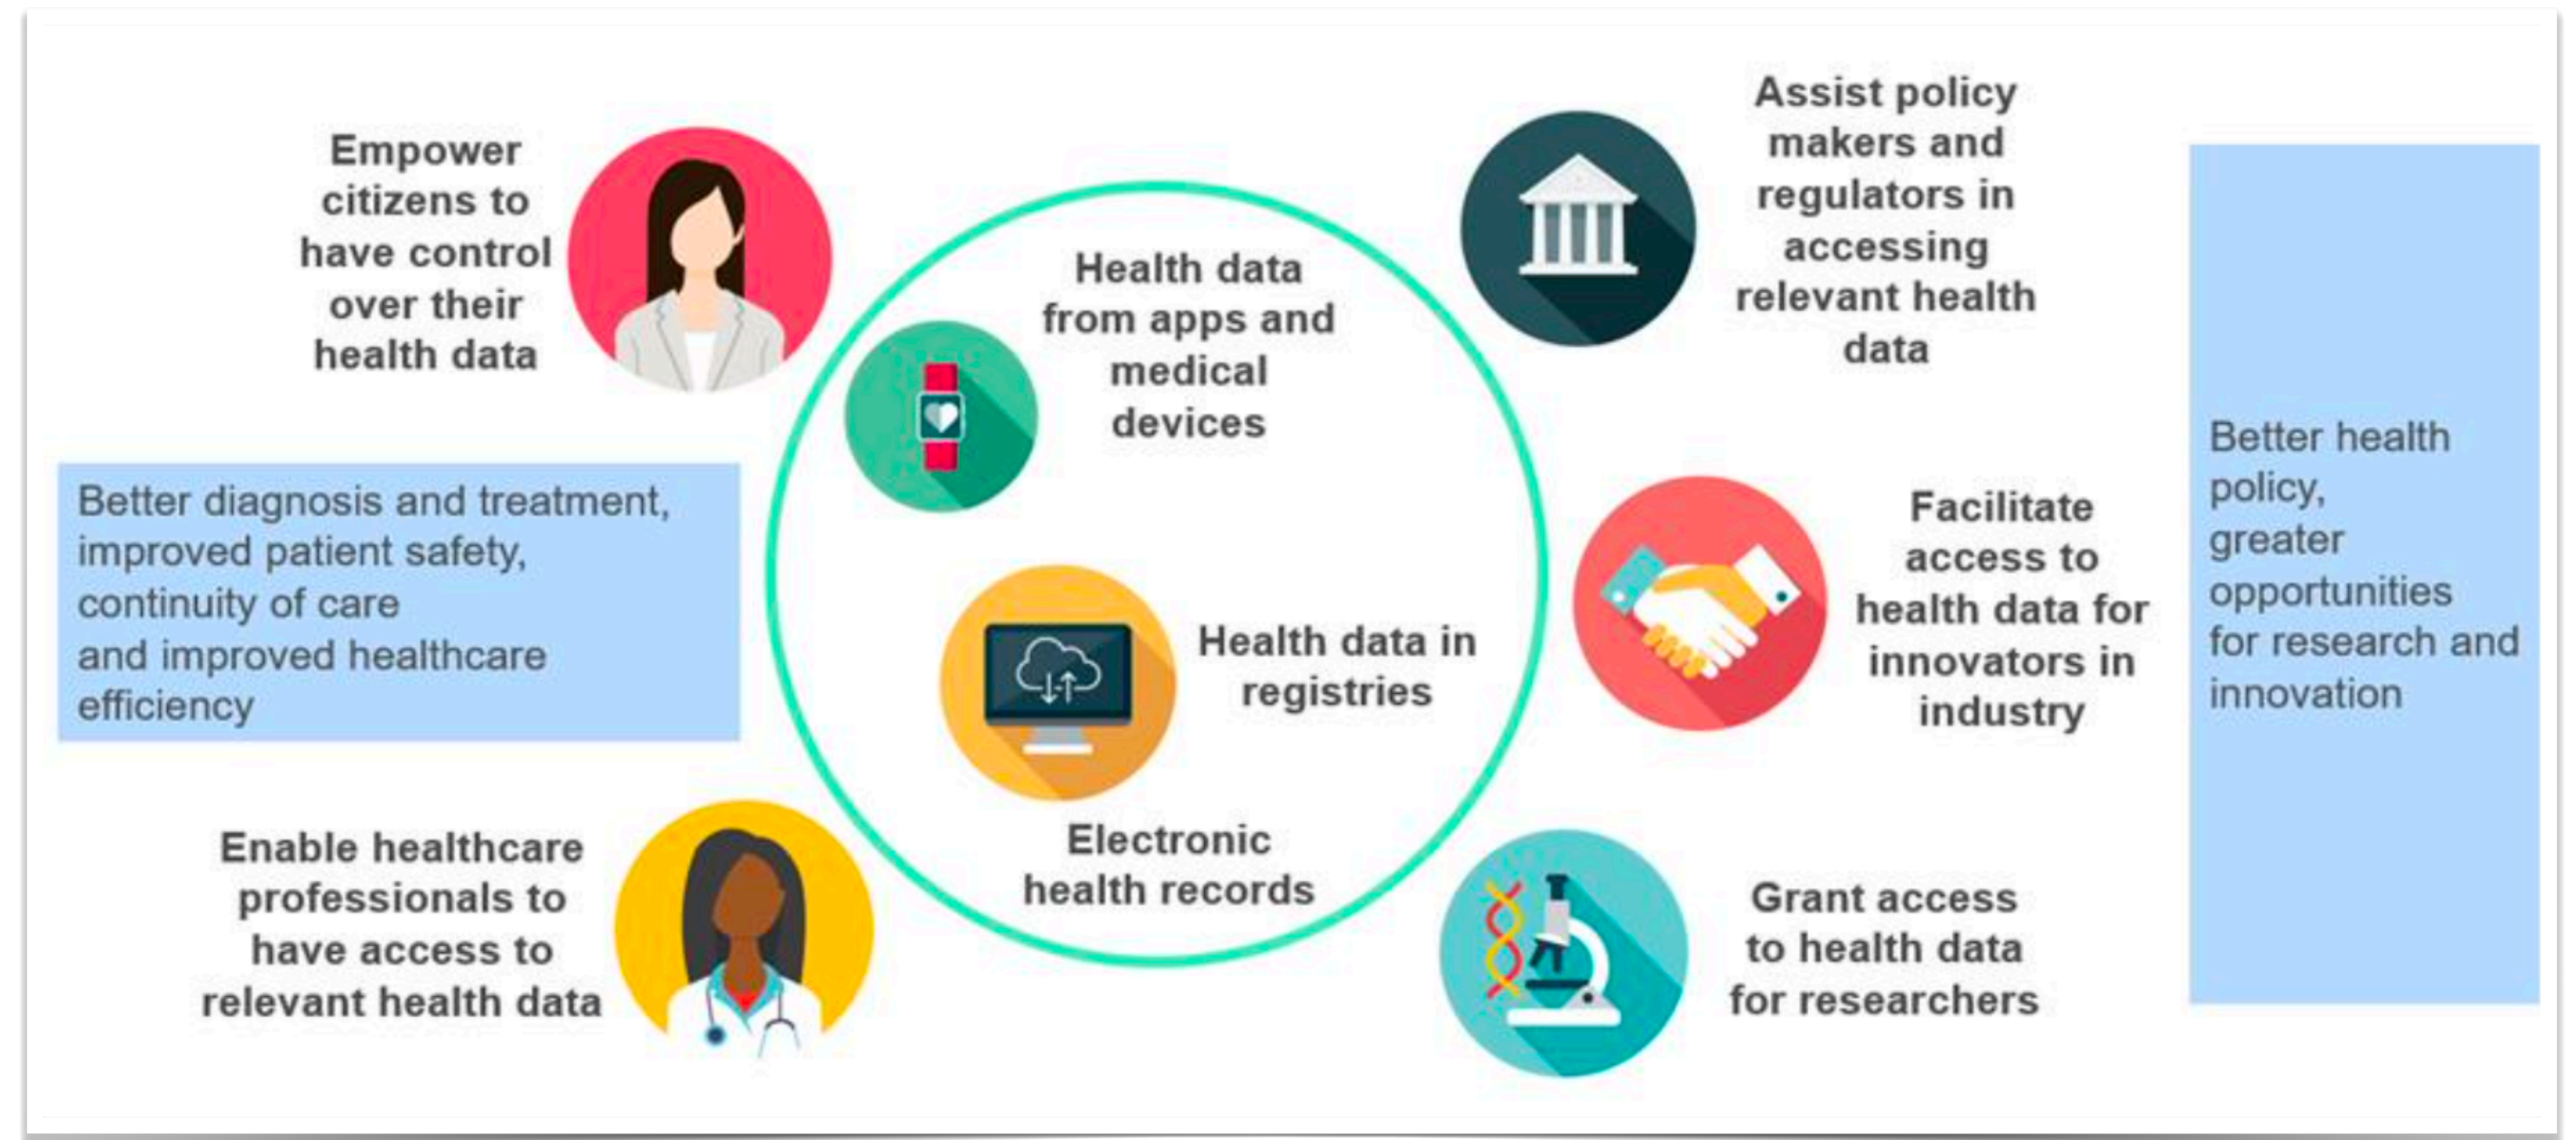 Empower
citizens to
have control
over their
health data
Better diagnosis and treatment,
improved patient safety,
continuity of care
and improved healthcare
efficiency
Enable healthcare
professionals to
have access to
relevant health data
Health data
from apps and
medical
devices
Health data in
registries
Electronic
health records
Assist policy
makers and
regulators in
accessing
relevant health
data
Facilitate
access to
health data for
innovators in
industry
Grant access
to health data
for researchers
Better health
policy,
greater
opportunities
for research and
innovation